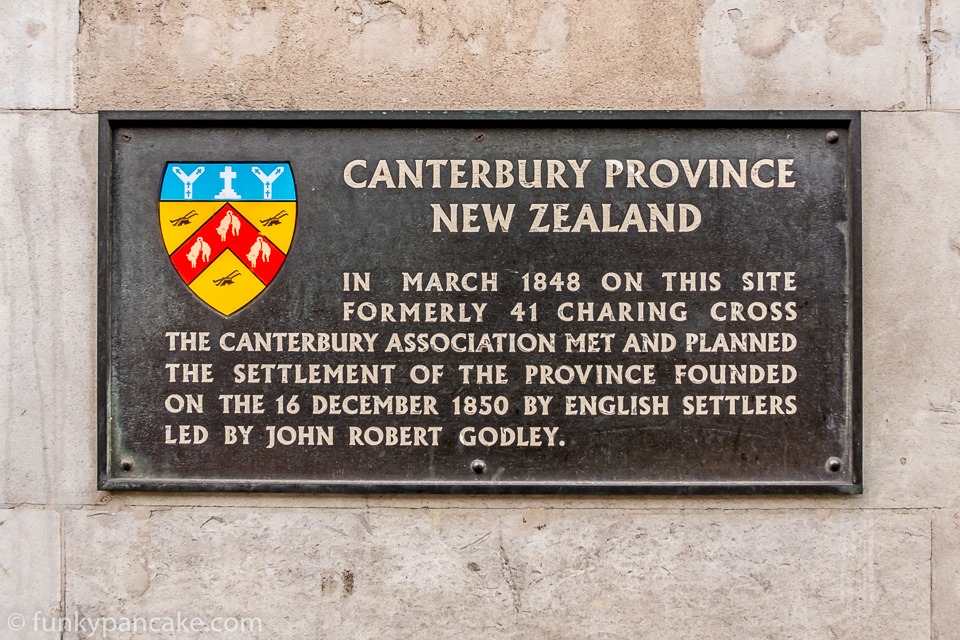 CANTERBURY PROVINCE
NEW ZEALAND
IN MARCH 1848 ON THIS SITE
FORMERLY 41 CHARING CROSS
THE CANTERBURY ASSOCIATION MET AND PLANNED
THE SETTLEMENT OF THE PROVINCE FOUNDED
ON THE 16 DECEMBER 1850 BY ENGLISH SETTLERS
LED BY JOHN ROBERT GODLEY.
© funkypancake.com